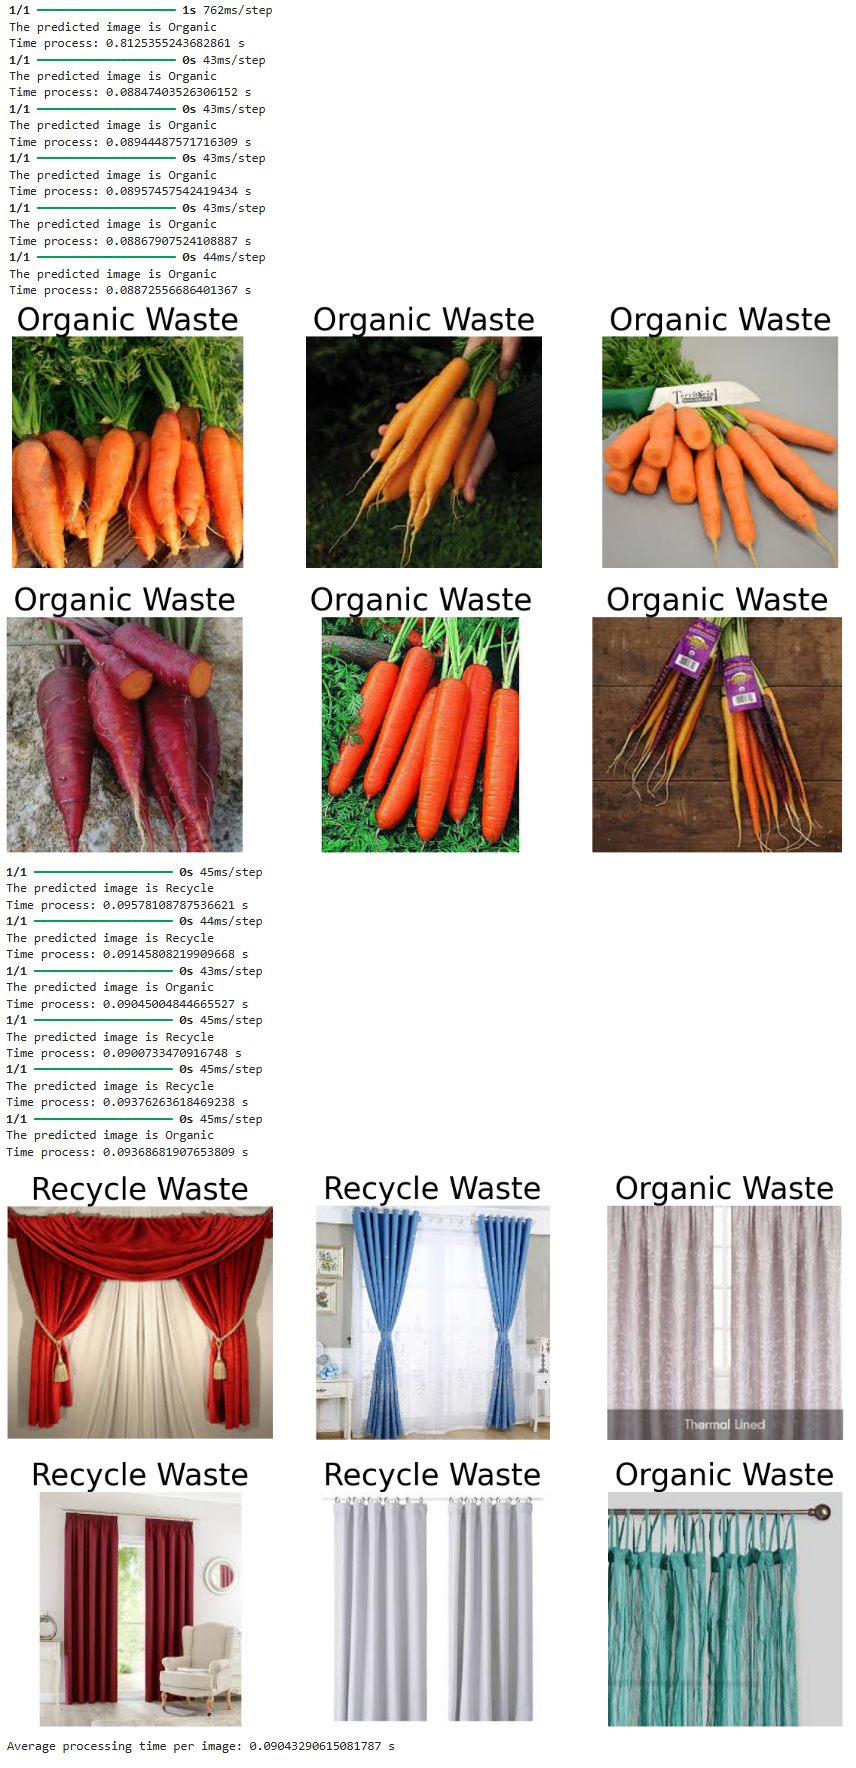 1/1 ━━━━━━━━━━━━━━━━━━━━ 1s 762ms/step
The predicted image is Organic
Time process: 0.8125355243682861 s
1/1 ━━━━━━━━━━━━━━━━━━━━ 0s 43ms/step
The predicted image is Organic
Time process: 0.08847403526306152 s
1/1 ━━━━━━━━━━━━━━━━━━━━ 0s 43ms/step
The predicted image is Organic
Time process: 0.08944487571716309 s
1/1 ━━━━━━━━━━━━━━━━━━━━ 0s 43ms/step
The predicted image is Organic
Time process: 0.08957457542419434 s
1/1 ━━━━━━━━━━━━━━━━━━━━ 0s 43ms/step
The predicted image is Organic
Time process: 0.08867907524108887 s
1/1 ━━━━━━━━━━━━━━━━━━━━ 0s 44ms/step
The predicted image is Organic
Time process: 0.08872556686401367 s
Organic Waste Organic Waste Organic Waste
Territorial
Organic Waste Organic Waste Organic Waste
1/1 ━━━━━━━━━━━━━━━━━━━━ 0s 45ms/step
The predicted image is Recycle
Time process: 0.09578108787536621 s
1/1 ━━━━━━━━━━━━━━━━━━━━ 0s 44ms/step
The predicted image is Recycle
Time process: 0.09145808219909668 s
1/1 ━━━━━━━━━━━━━━━━━━━━ 0s 43ms/step
The predicted image is Organic
Time process: 0.09045004844665527 s
1/1 ━━━━━━━━━━━━━━━━━━━━ 0s 45ms/step
The predicted image is Recycle
Time process: 0.0900733470916748 s
1/1 ━━━━━━━━━━━━━━━━━━━━ 0s 45ms/step
The predicted image is Recycle
Time process: 0.09376263618469238 s
1/1 ━━━━━━━━━━━━━━━━━━━━ 0s 45ms/step
The predicted image is Organic
Time process: 0.09368681907653809 s
Recycle Waste Recycle Waste Organic Waste
Thermal Lined
Recycle Waste Recycle Waste Organic Waste
Average processing time per image: 0.09043290615081787 s